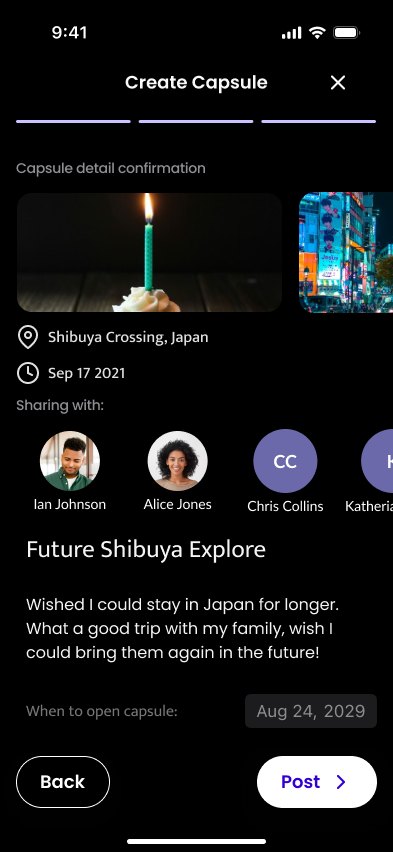 9:41
Create Capsule
Capsule detail confirmation
Shibuya Crossing, Japan
Sep 17 2021
Sharing with:
CC
K
Ian Johnson
Alice Jones
Chris Collins
Katheria
Future Shibuya Explore
Wished I could stay in Japan for longer.
What a good trip with my family, wish I
could bring them again in the future!
When to open capsule:
Aug 24, 2029
Back
Post